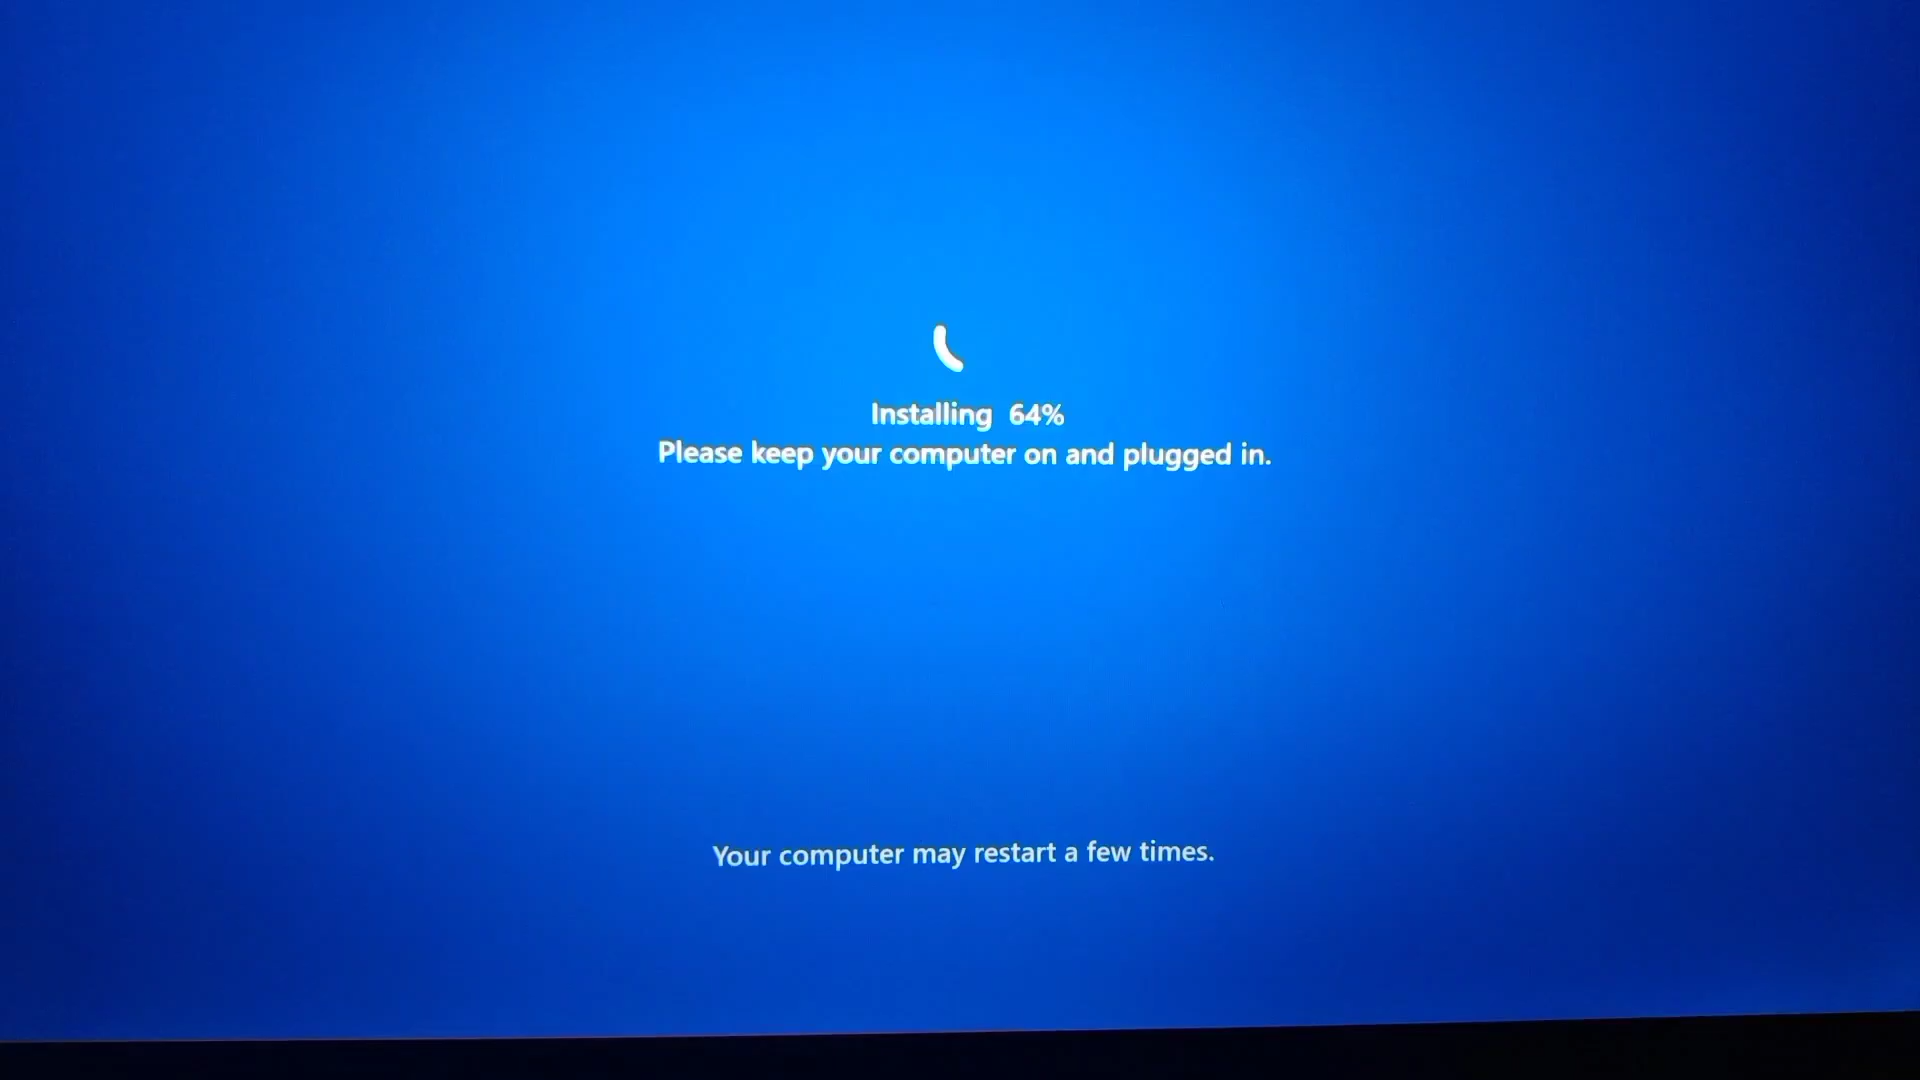 Installing 64%
Please keep your computer on and plugged in.
Your computer may restart a few times.